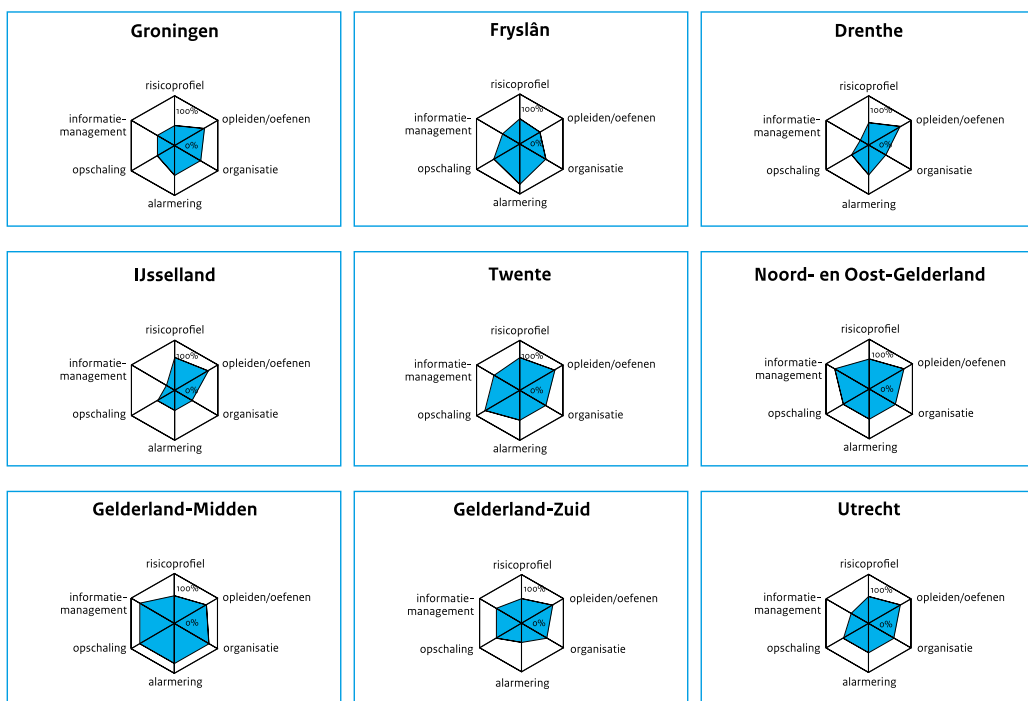 Groningen
risicoprofiel
100%
informatie-
management
opleiden/oefenen
0%
opschaling
organisatie
alarmering
Fryslân
risicoprofiel
100%
informatie-
management
opleiden/oefenen
0%
opschaling
organisatie
alarmering
Drenthe
risicoprofiel
100%
informatie-
management
opleiden/oefenen
0%
opschaling
organisatie
alarmering
IJsselland
risicoprofiel
100%
informatie-
management
opleiden/oefenen
0%
opschaling
organisatie
alarmering
Twente
risicoprofiel
100%
informatie-
management
opleiden/oefenen
0%
opschaling
organisatie
alarmering
Noord- en Oost-Gelderland
risicoprofiel
100%
informatie-
management
opleiden/oefenen
0%
opschaling
organisatie
alarmering
Gelderland-Midden
risicoprofiel
100%
informatie-
management
opleiden/oefenen
0%
opschaling
organisatie
alarmering
Gelderland-Zuid
risicoprofiel
100%
informatie-
management
opleiden/oefenen
0%
opschaling
organisatie
alarmering
Utrecht
risicoprofiel
100%
informatie-
management
opleiden/oefenen
0%
opschaling
organisatie
alarmering